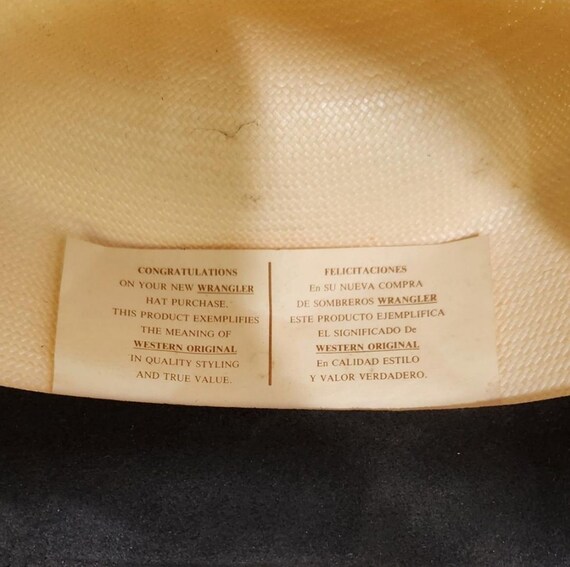 CONGRATULATIONS
ON YOUR NEW WRANGLER
HAT PURCHASE.
THIS PRODUCT EXEMPLIFIES
THE MEANING OF
WESTERN ORIGINAL
IN QUALITY STYLING
AND TRUE VALUE.
FELICITACIONES
En SU NUEVA COMPRA
DE SOMBREROS WRANGLER
ESTE PRODUCTO EJEMPLIFICA
EL SIGNIFICADO De
WESTERN ORIGINAL
En CALIDAD ESTILO
Y VALOR VERDADERO.